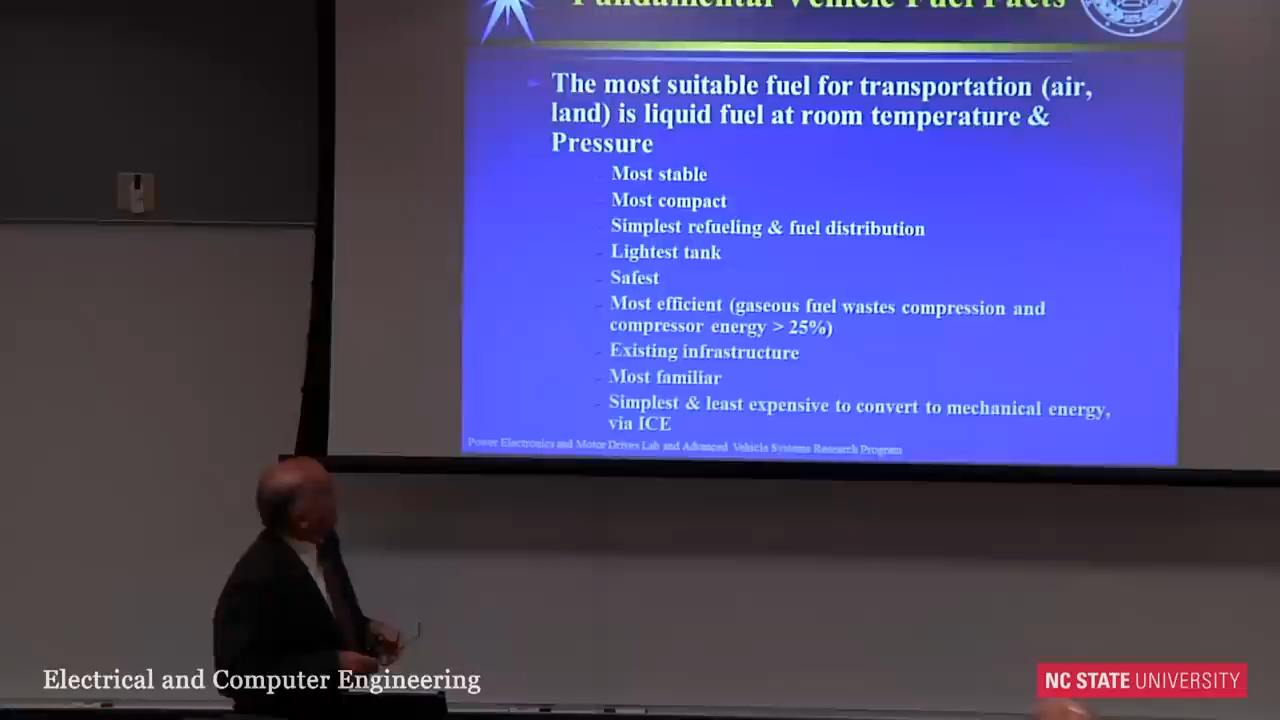 Fundamental Vehicle Fuel Facts
The most suitable fuel for transportation (air,
land) is liquid fuel at room temperature &
Pressure
- Most stable
- Most compact
- Simplest refueling & fuel distribution
- Lightest tank
- Safest
- Most efficient (gaseous fuel wastes compression and
compressor energy > 25%)
- Existing infrastructure
- Most familiar
- Simplest & least expensive to convert to mechanical energy,
via ICE
Power Electronics and Motor Drives Lab and Advanced Vehicle Systems Research Program
Electrical and Computer Engineering
NC STATE UNIVERSITY